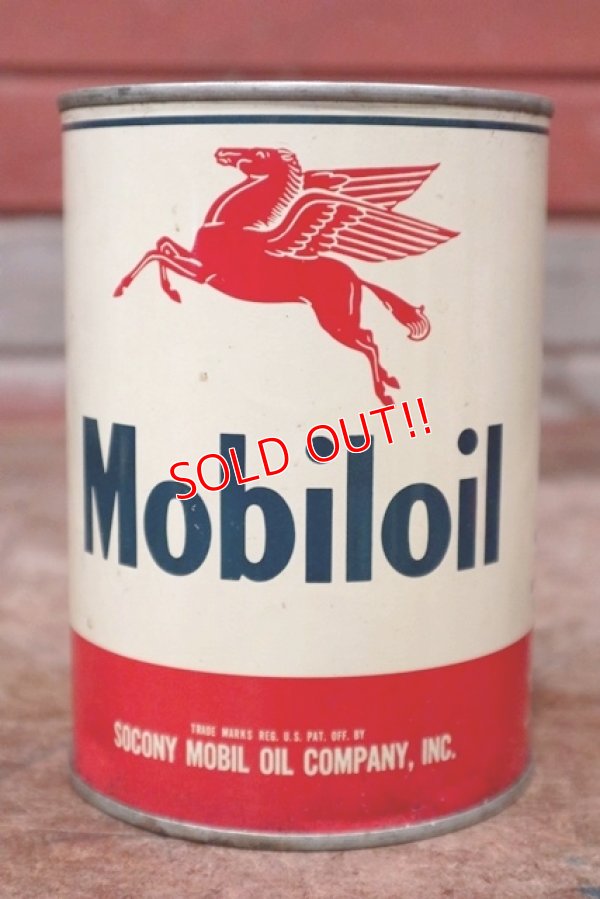 SOLD OUT!!
Mobiloil
TRADE MARKS REG. U.S. PAT. OFF. BY
SOCONY MOBIL OIL COMPANY, INC.